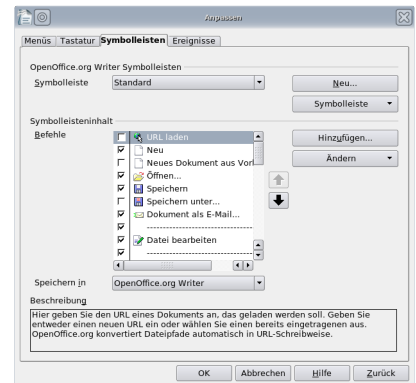 Anpassen
Menüs Tastatur Symbolleisten Ereignisse
OpenOffice.org Writer Symbolleisten
Symbolleiste Standard Neu...
Symbolleiste
Symbolleisteninhalt
Befehle URL laden Hinzufügen...
Neu
Neues Dokument aus Vorl Ändern
Öffnen...
Speichern
Speichern unter...
Dokument als E-Mail...
--------------------------------
Datei bearbeiten
--------------------------------
Speichern in OpenOffice.org Writer
Beschreibung
Hier geben Sie den URL eines Dokuments an, das geladen werden soll. Geben Sie
entweder einen neuen URL ein oder wählen Sie einen bereits eingetragenen aus.
OpenOffice.org konvertiert Dateipfade automatisch in URL-Schreibweise.
OK Abbrechen Hilfe Zurück